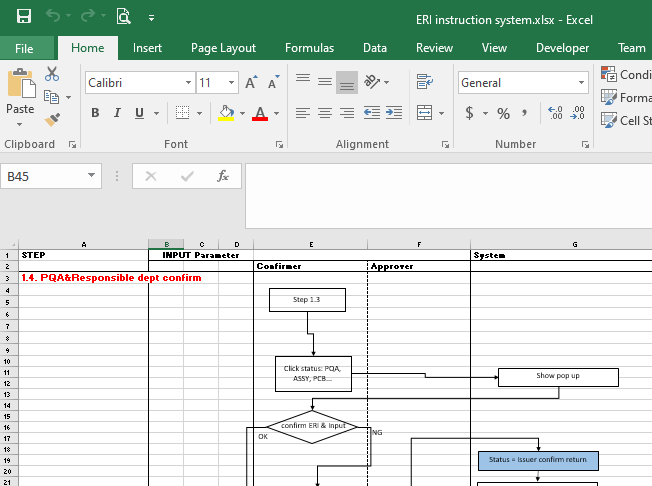 ERI instruction system.xlsx - Excel
File Home Insert Page Layout Formulas Data Review View Developer Team
Paste
Calibri 11 A A
B I U A
General
$ % , .0 .00
.00 .0
Condi
Forma
Cell St
Clipboard Font Alignment Number
B45 fx
A B C D E F G
1 STEP INPUT Parameter System
2 Confirmer Approver
3 1.4. PQA&Responsible dept confirm
4
5 Step 1.3
6
7
8
9
10
11 Click status: PQA, Show pop up
12 ASSY, PCB...
13
14
15
16 confirm ERI & Input
17 OK NG
18
19 Status = Issuer confirm return
20
21